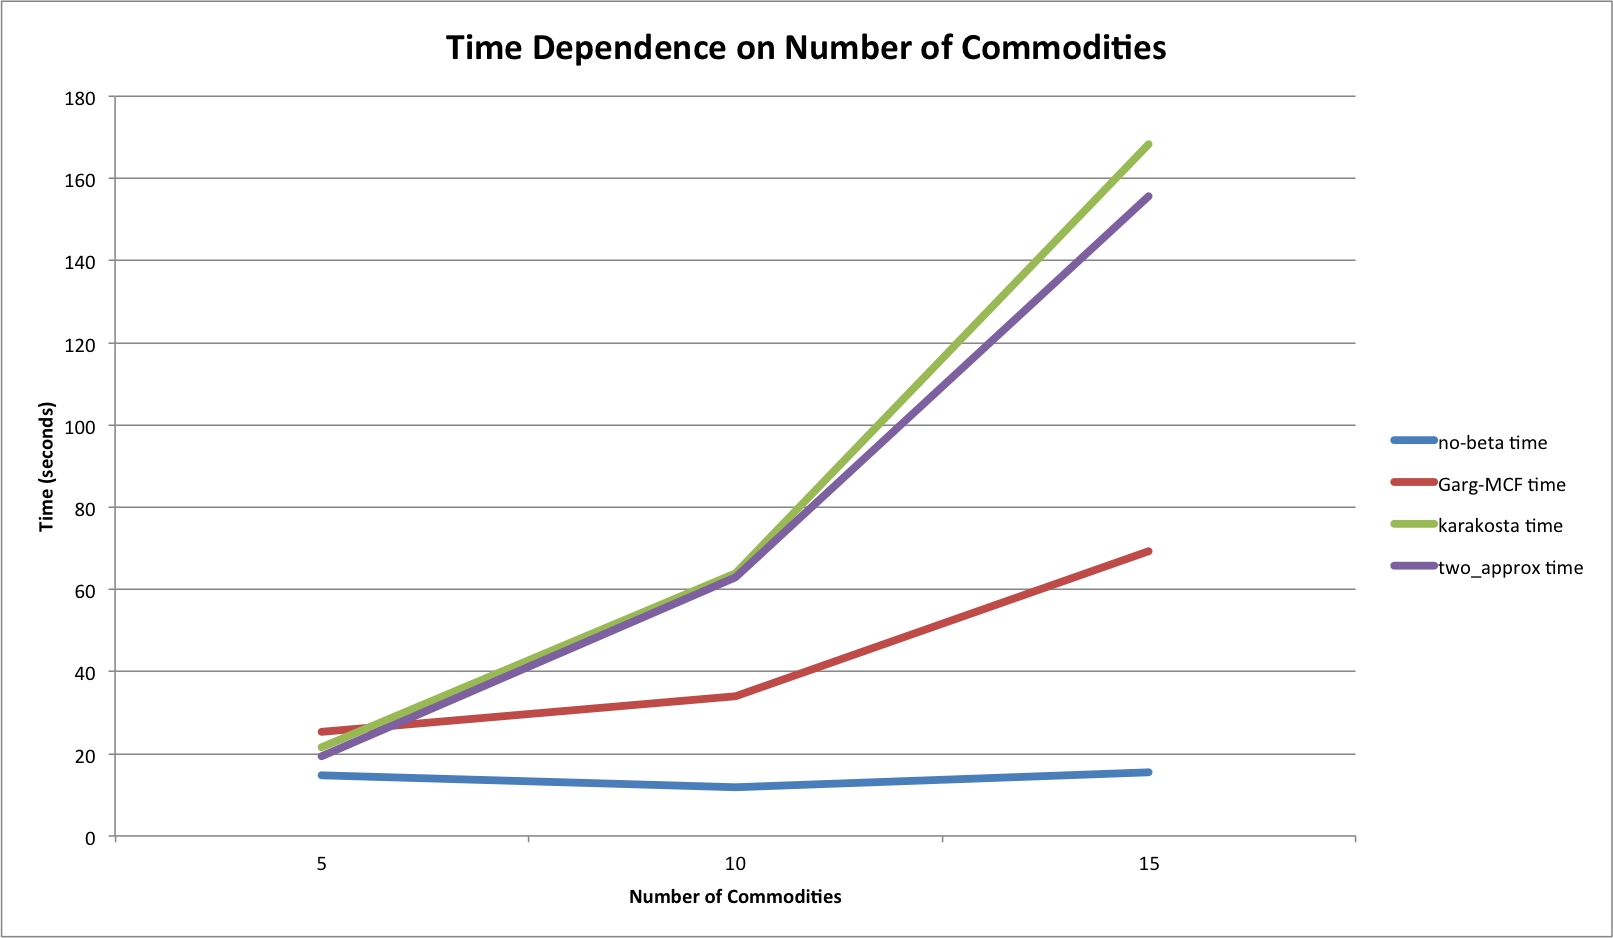 Time Dependence on Number of Commodities
180
160
140
120
100
80
60
40
20
0
Time (seconds)
5 10 15
Number of Commodities
no-beta time
Garg-MCF time
karakosta time
two_approx time